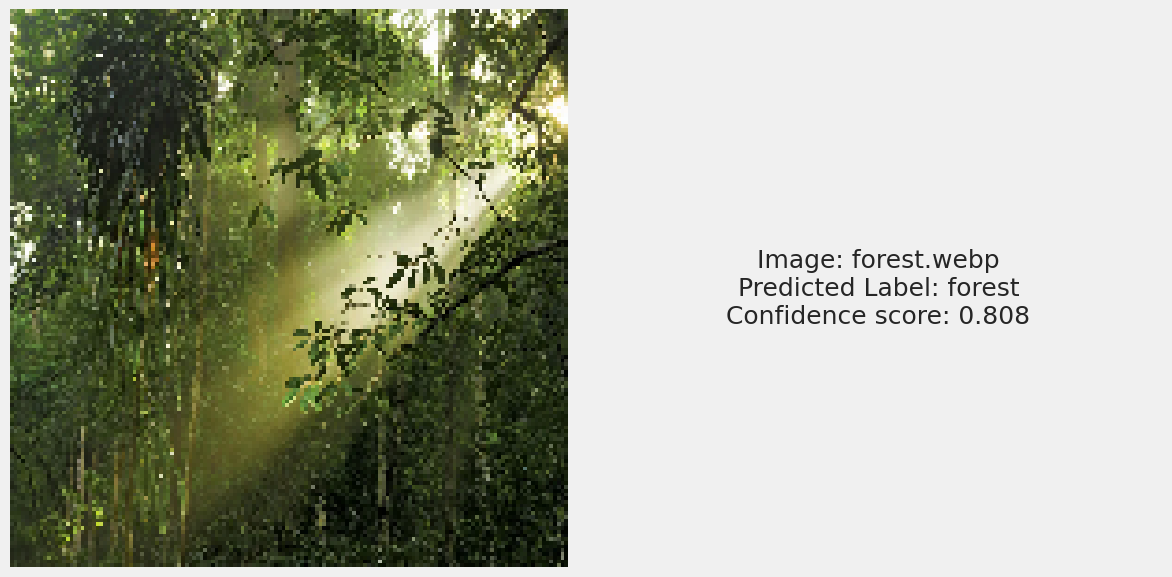 Image: forest.webp
Predicted Label: forest
Confidence score: 0.808